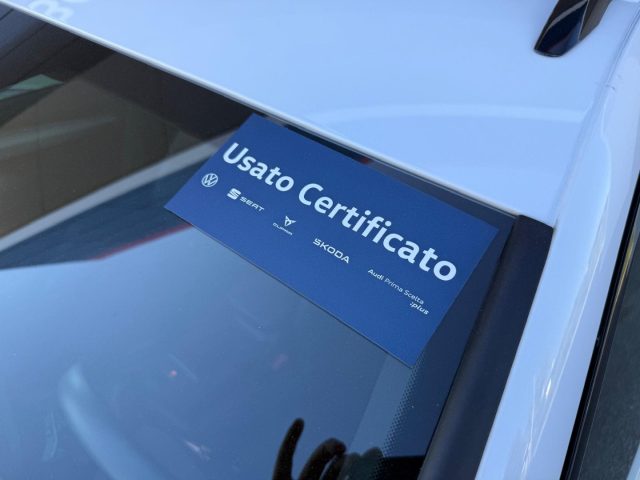 Usato Certificato
SEAT
CUPRA
ŠKODA
Audi Prima Scelta
:plus